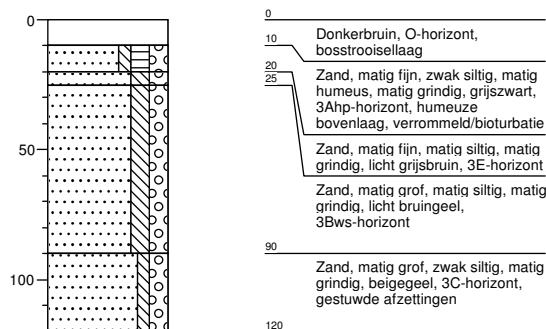 0
50
100
0
Donkerbruin, O-horizont,
bosstrooisellaag
10
Zand, matig fijn, zwak siltig, matig
humeus, matig grindig, grijszwart,
3Ahp-horizont, humeuze
bovenlaag, verrommeld/bioturbatie
20
Zand, matig fijn, matig siltig, matig
grindig, licht grijsbruin, 3E-horizont
25
Zand, matig grof, matig siltig, matig
grindig, licht bruingeel,
3Bws-horizont
90
Zand, matig grof, zwak siltig, matig
grindig, beigegeel, 3C-horizont,
gestuwde afzettingen
120